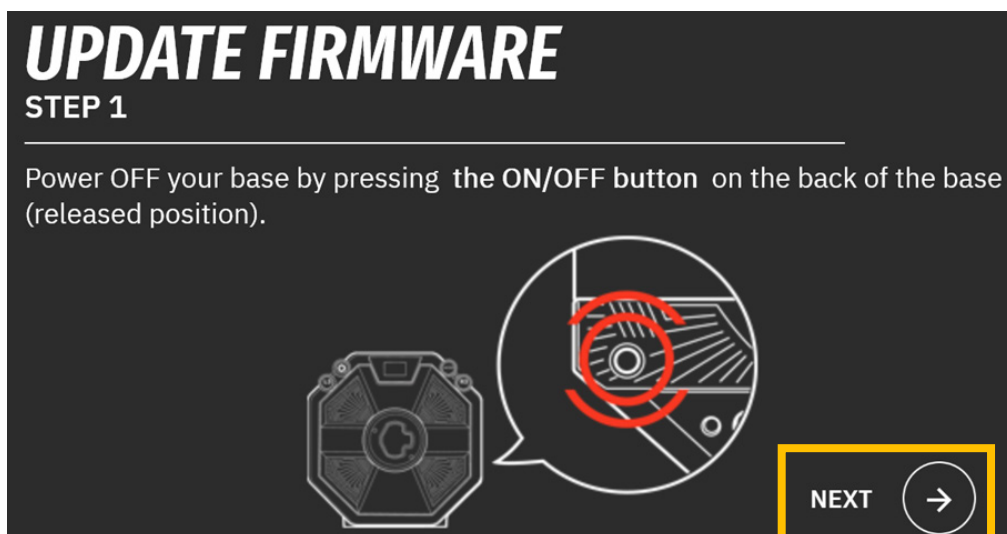 UPDATE FIRMWARE
STEP 1
Power OFF your base by pressing the ON/OFF button on the back of the base
(released position).
NEXT